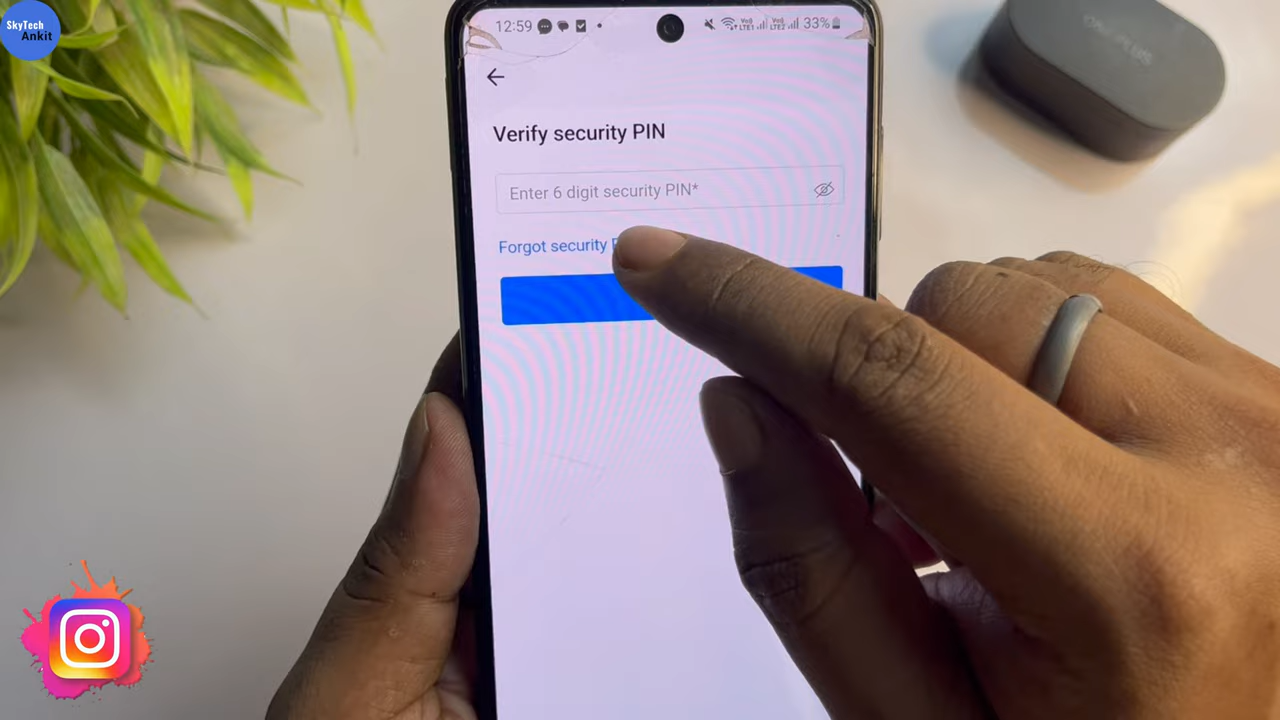 SkyTech
Ankit
12:59
33%
Verify security PIN
Enter 6 digit security PIN*
Forgot security